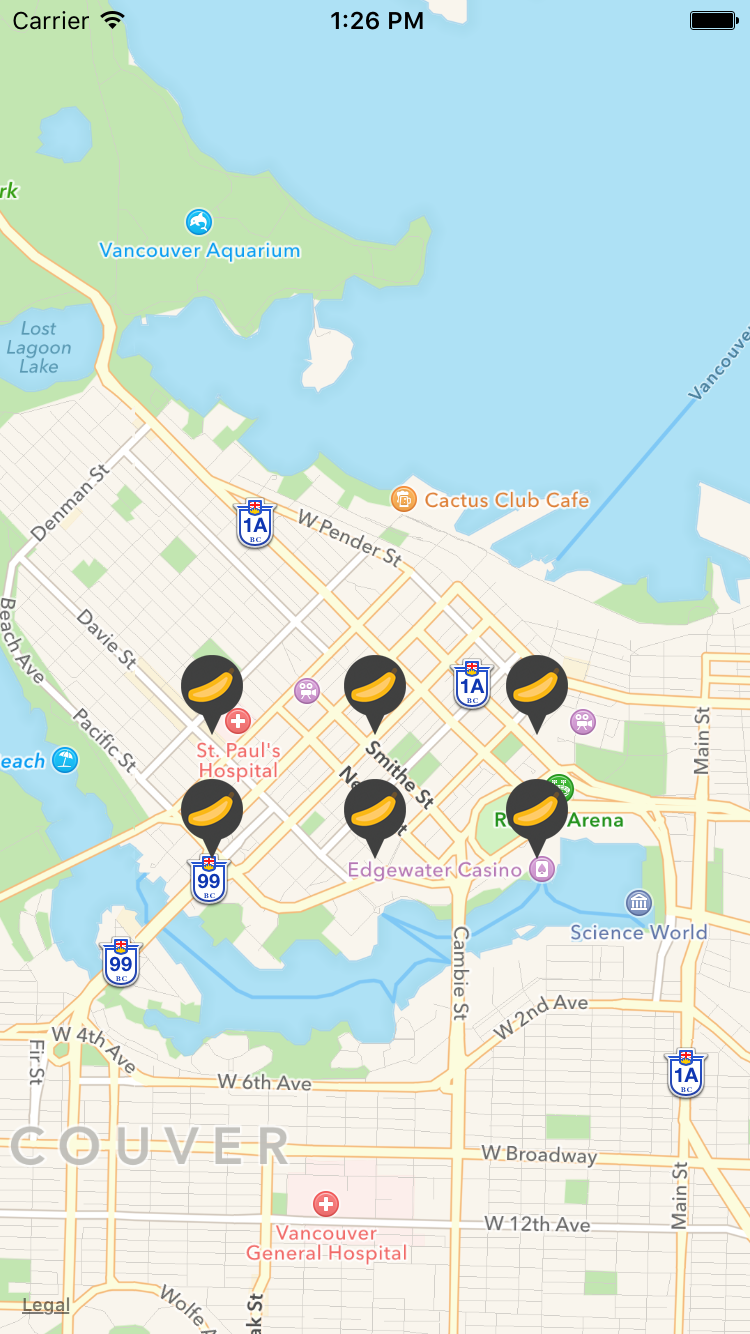 Carrier
1:26 PM
rk
Vancouver Aquarium
Lost
Lagoon
Lake
Vancouve
Denman St
Cactus Club Cafe
1A
BC
W Pender St
Beach Ave
Davie St
1A
BC
Pacific St
St. Paul's
Hospital
Smithe St
Main St
each
Edgewater Casino
Arena
99
BC
Science World
99
BC
Cambie St
W 2nd Ave
W 4th Ave
Fir St
W 6th Ave
1A
BC
COUVER
W Broadway
Main St
W 12th Ave
Vancouver
General Hospital
Wolfe
ak St
Legal